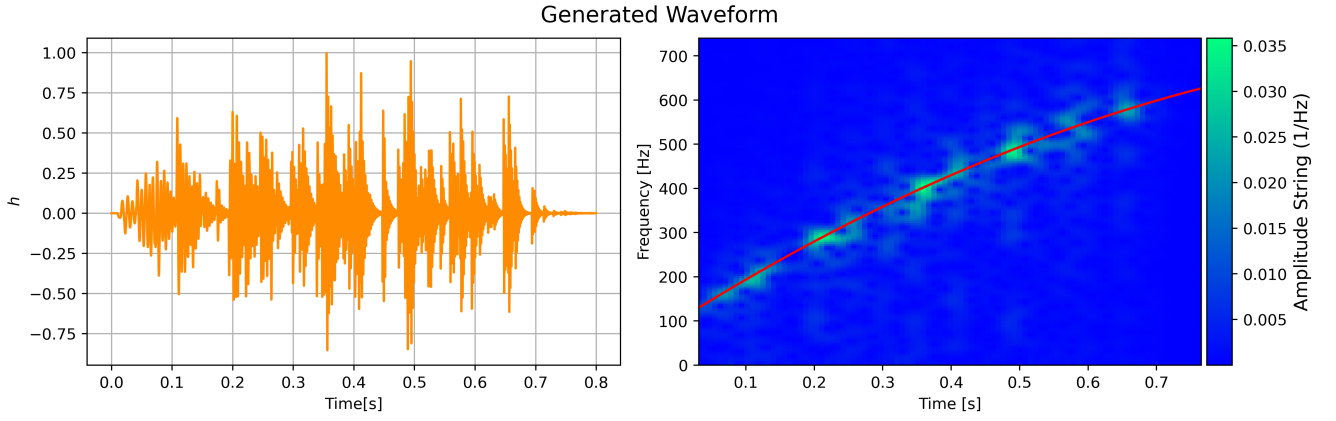 Generated Waveform
1.00
0.75
0.50
0.25
0.00
−0.25
−0.50
−0.75
h
0.0 0.1 0.2 0.3 0.4 0.5 0.6 0.7 0.8
Time[s]
700
600
500
400
300
200
100
0
Frequency [Hz]
0.1 0.2 0.3 0.4 0.5 0.6 0.7
Time [s]
0.035
0.030
0.025
0.020
0.015
0.010
0.005
Amplitude String (1/Hz)